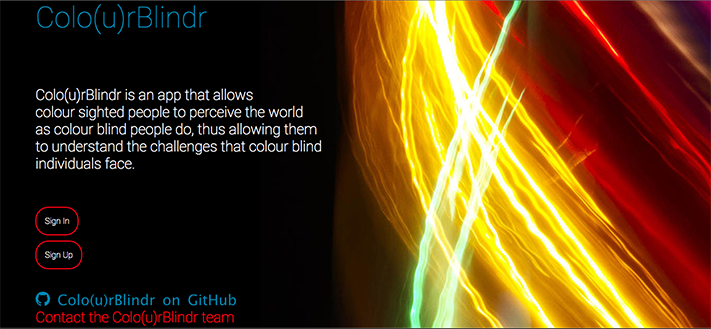 Colo(u)rBlindr
Colo(u)rBlindr is an app that allows
colour sighted people to perceive the world
as colour blind people do, thus allowing them
to understand the challenges that colour blind
individuals face.
Sign In
Sign Up
Colo(u)rBlindr on GitHub
Contact the Colo(u)rBlindr team